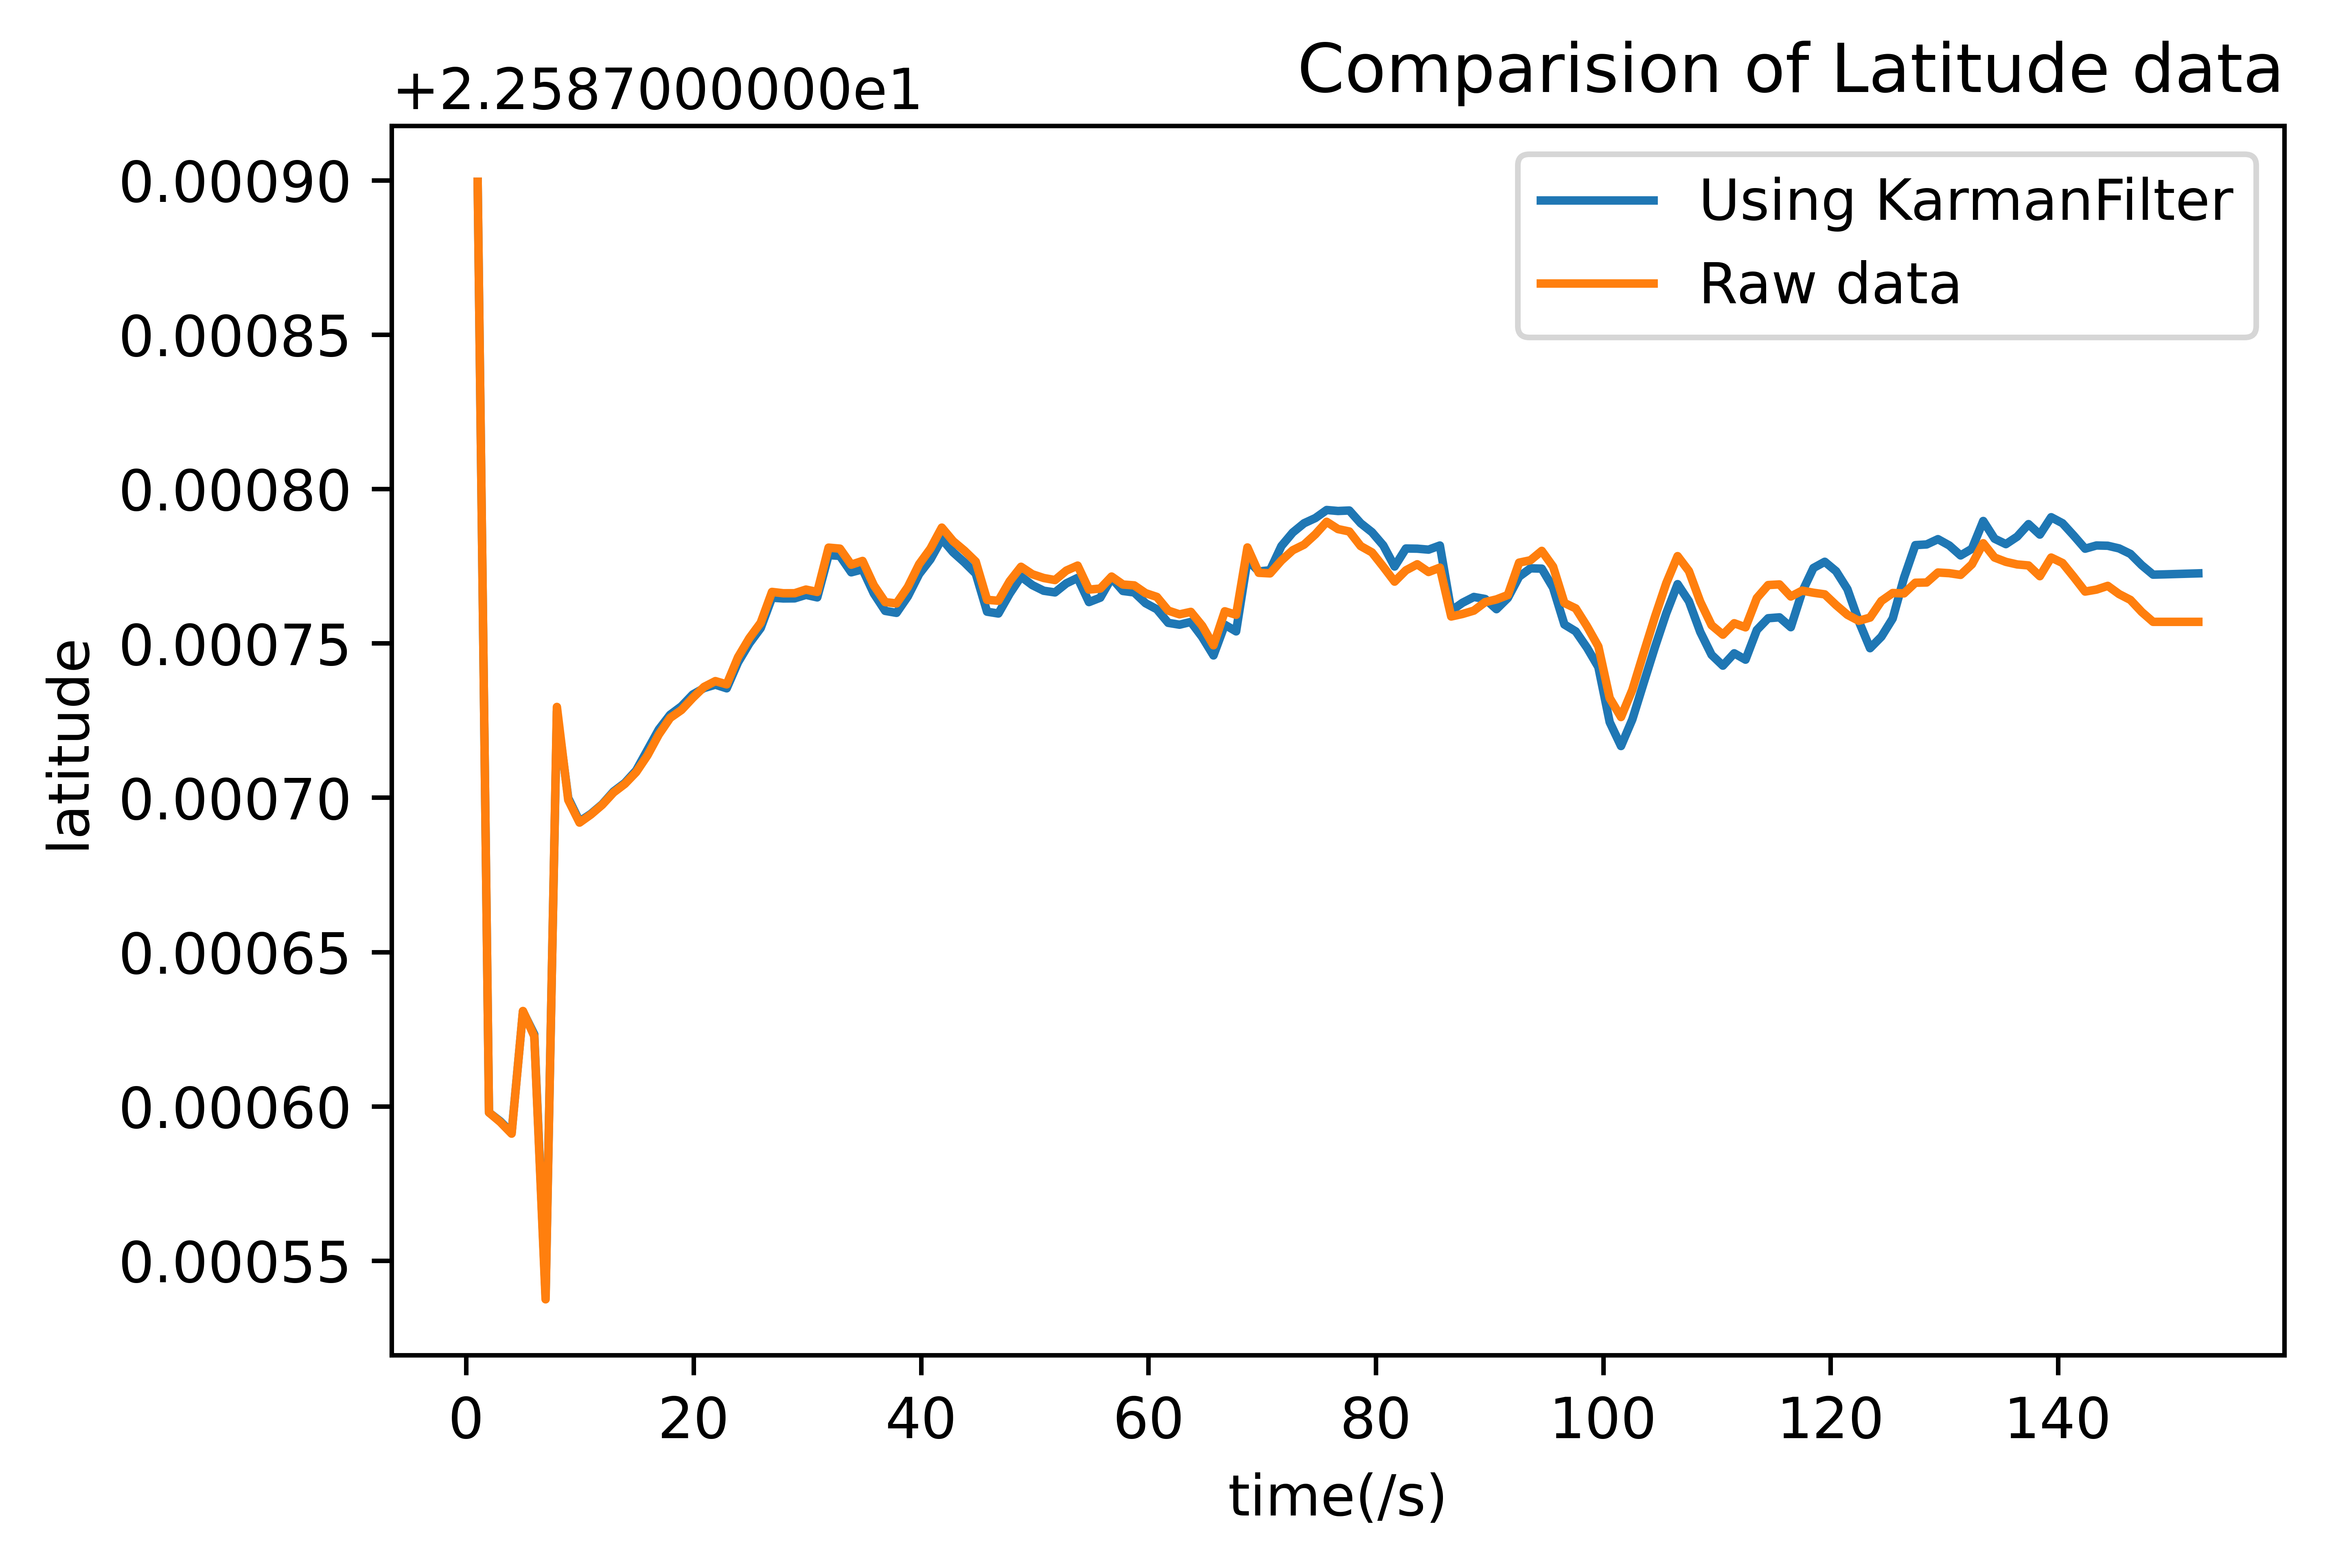 Comparision of Latitude data
+2.2587000000e1
Using KarmanFilter
Raw data
0.00090
0.00085
0.00080
0.00075
0.00070
0.00065
0.00060
0.00055
latitude
0 20 40 60 80 100 120 140
time(/s)